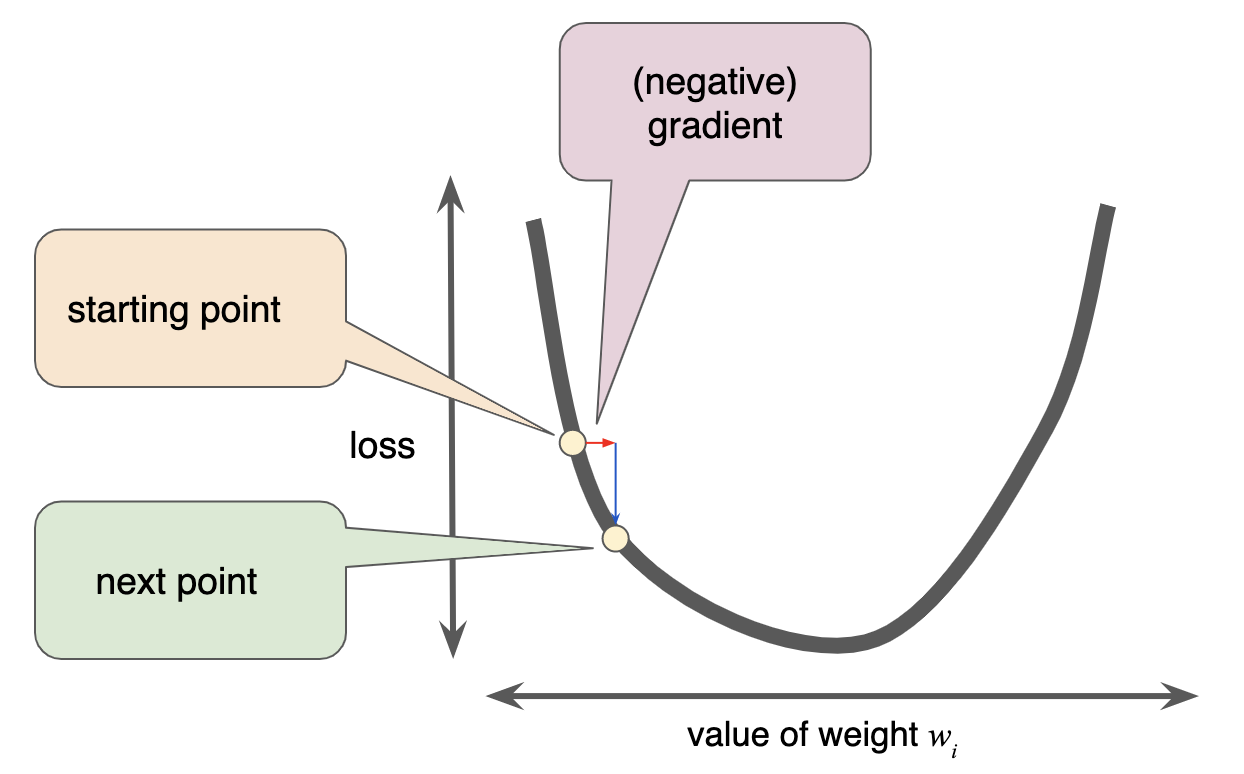 (negative)
gradient
starting point
loss
next point
value of weight wᵢ